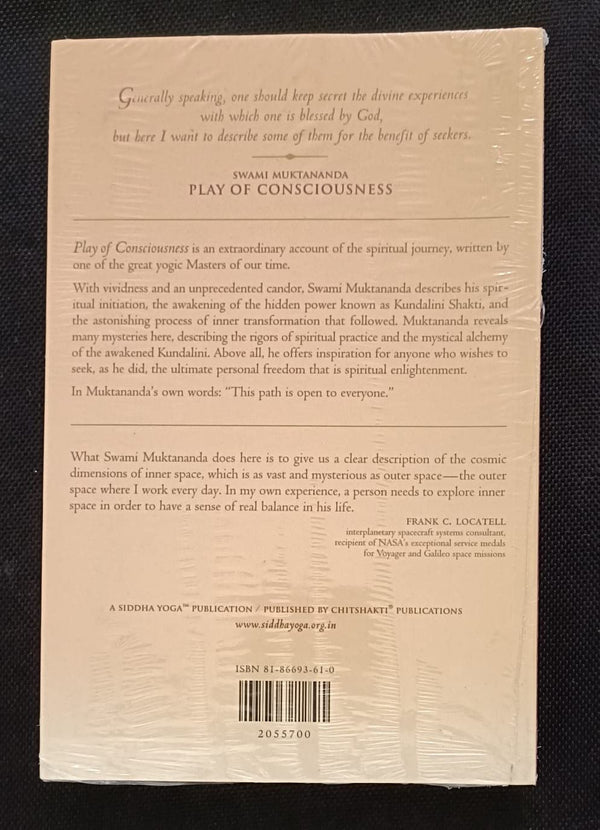 Generally speaking, one should keep secret the divine experiences
with which one is blessed by God,
but here I want to describe some of them for the benefit of seekers.
SWAMI MUKTANANDA
PLAY OF CONSCIOUSNESS
Play of Consciousness is an extraordinary account of the spiritual journey, written by
one of the great yogic Masters of our time.
With vividness and an unprecedented candor, Swami Muktananda describes his spir-
itual initiation, the awakening of the hidden power known as Kundalini Shakti, and
the astonishing process of inner transformation that followed. Muktananda reveals
many mysteries here, describing the rigors of spiritual practice and the mystical alchemy
of the awakened Kundalini. Above all, he offers inspiration for anyone who wishes to
seek, as he did, the ultimate personal freedom that is spiritual enlightenment.
In Muktananda's own words: "This path is open to everyone."
What Swami Muktananda does here is to give us a clear description of the cosmic
dimensions of inner space, which is as vast and mysterious as outer space—the outer
space where I work every day. In my own experience, a person needs to explore inner
space in order to have a sense of real balance in his life.
FRANK C. LOCATELL
interplanetary spacecraft systems consultant,
recipient of NASA's exceptional service medals
for Voyager and Galileo space missions
A SIDDHA YOGA™ PUBLICATION / PUBLISHED BY CHITSHAKTI® PUBLICATIONS
www.siddhayoga.org.in
ISBN 81-86693-61-0
2055700